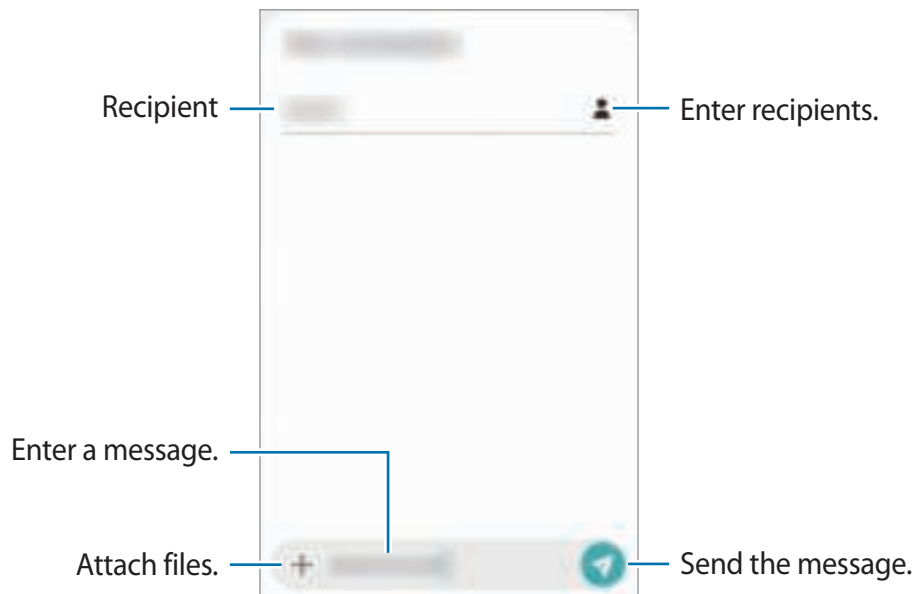 Recipient
Enter recipients.
Enter a message.
Attach files.
Send the message.